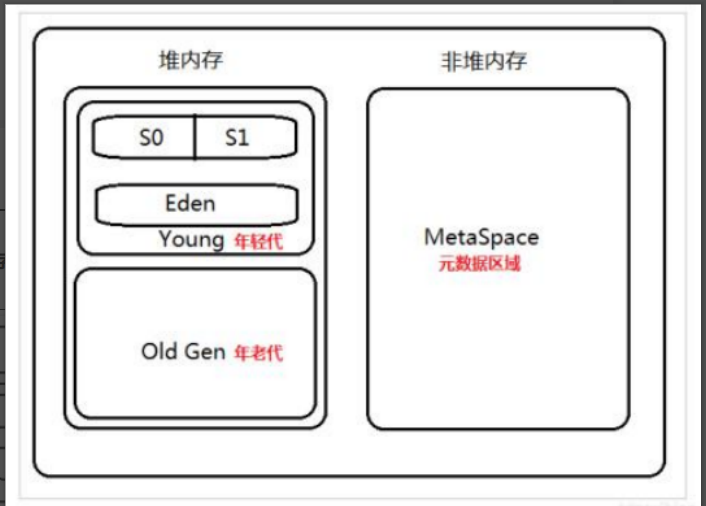 堆内存
非堆内存
S0
S1
Eden
Young 年轻代
MetaSpace
元数据区域
Old Gen 年老代